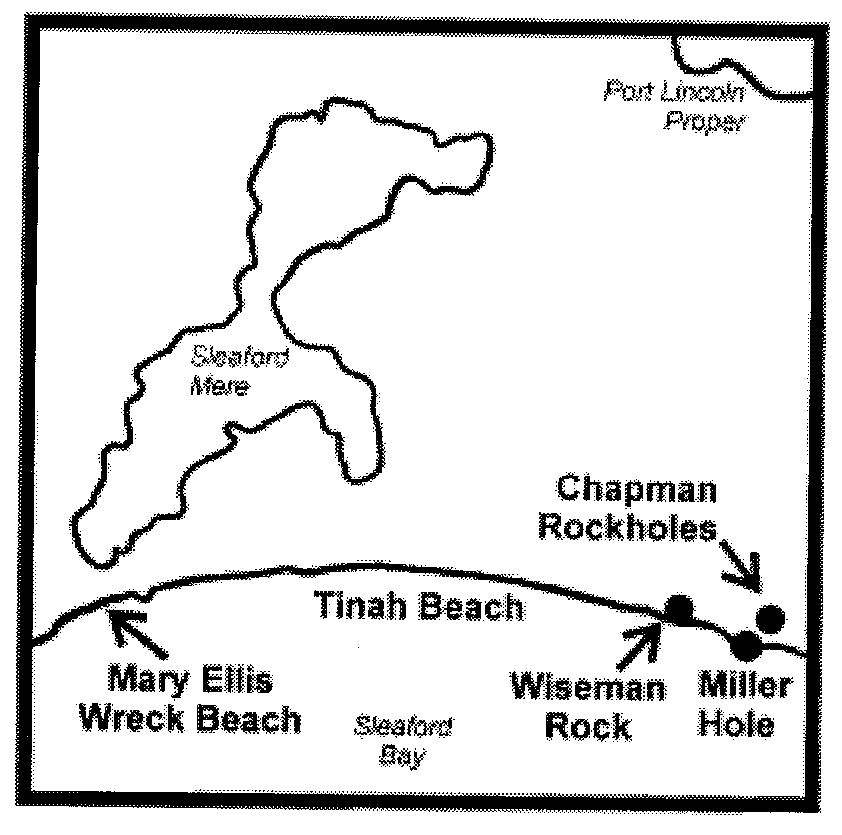 Port Lincoln
Proper
Sleaford
Mere
Chapman
Rockholes
Tinah Beach
Mary Ellis
Wreck Beach
Wiseman
Rock
Miller
Hole
Sleaford
Bay